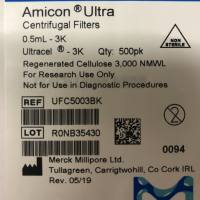 Amicon® Ultra
Centrifugal Filters
0.5mL - 3K
Ultracel® - 3K Qty: 500pk
Regenerated Cellulose 3,000 NMWL
For Research Use Only
Not for Use in Diagnostic Procedures
NON STERILE
REF UFC5003BK
LOT R0NB35430
0094
Merck Millipore Ltd.
Tullagreen, Carrigtwohill, Co Cork IRL
Rev. 05/19
M